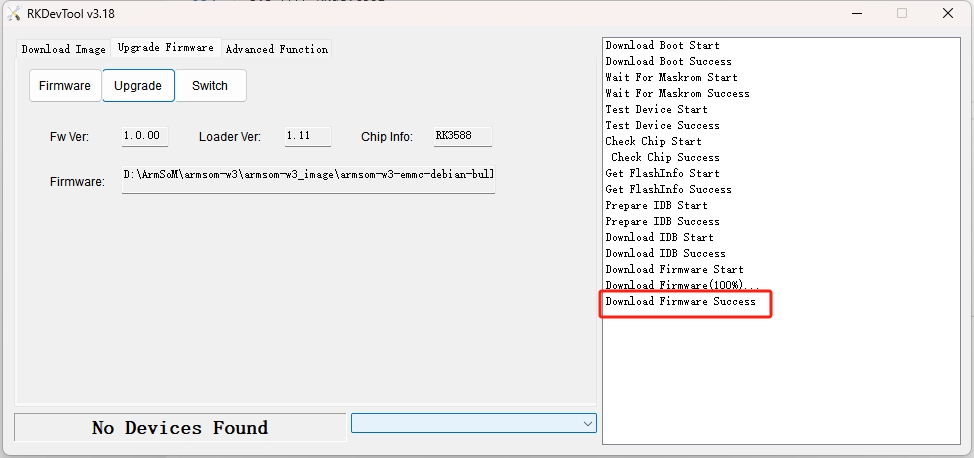 RKDevTool v3.18
Download Image Upgrade Firmware Advanced Function
Firmware Upgrade Switch
Fw Ver: 1.0.00 Loader Ver: 1.11 Chip Info: RK3588
Firmware: D:\ArmSoM\armsom-w3\armsom-w3_image\armsom-w3-emmc-debian-bull
No Devices Found
Download Boot Start
Download Boot Success
Wait For Maskrom Start
Wait For Maskrom Success
Test Device Start
Test Device Success
Check Chip Start
Check Chip Success
Get FlashInfo Start
Get FlashInfo Success
Prepare IDB Start
Prepare IDB Success
Download IDB Start
Download IDB Success
Download Firmware Start
Download Firmware(100%)...
Download Firmware Success